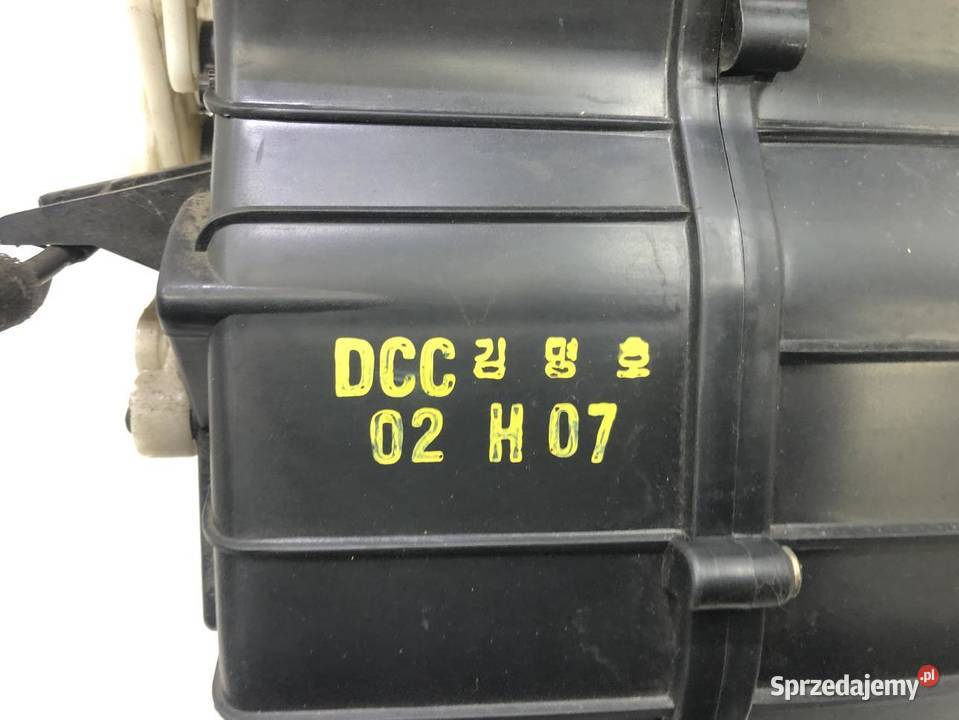 DCC 김 명 호
02 H 07
Sprzedajemy.pl